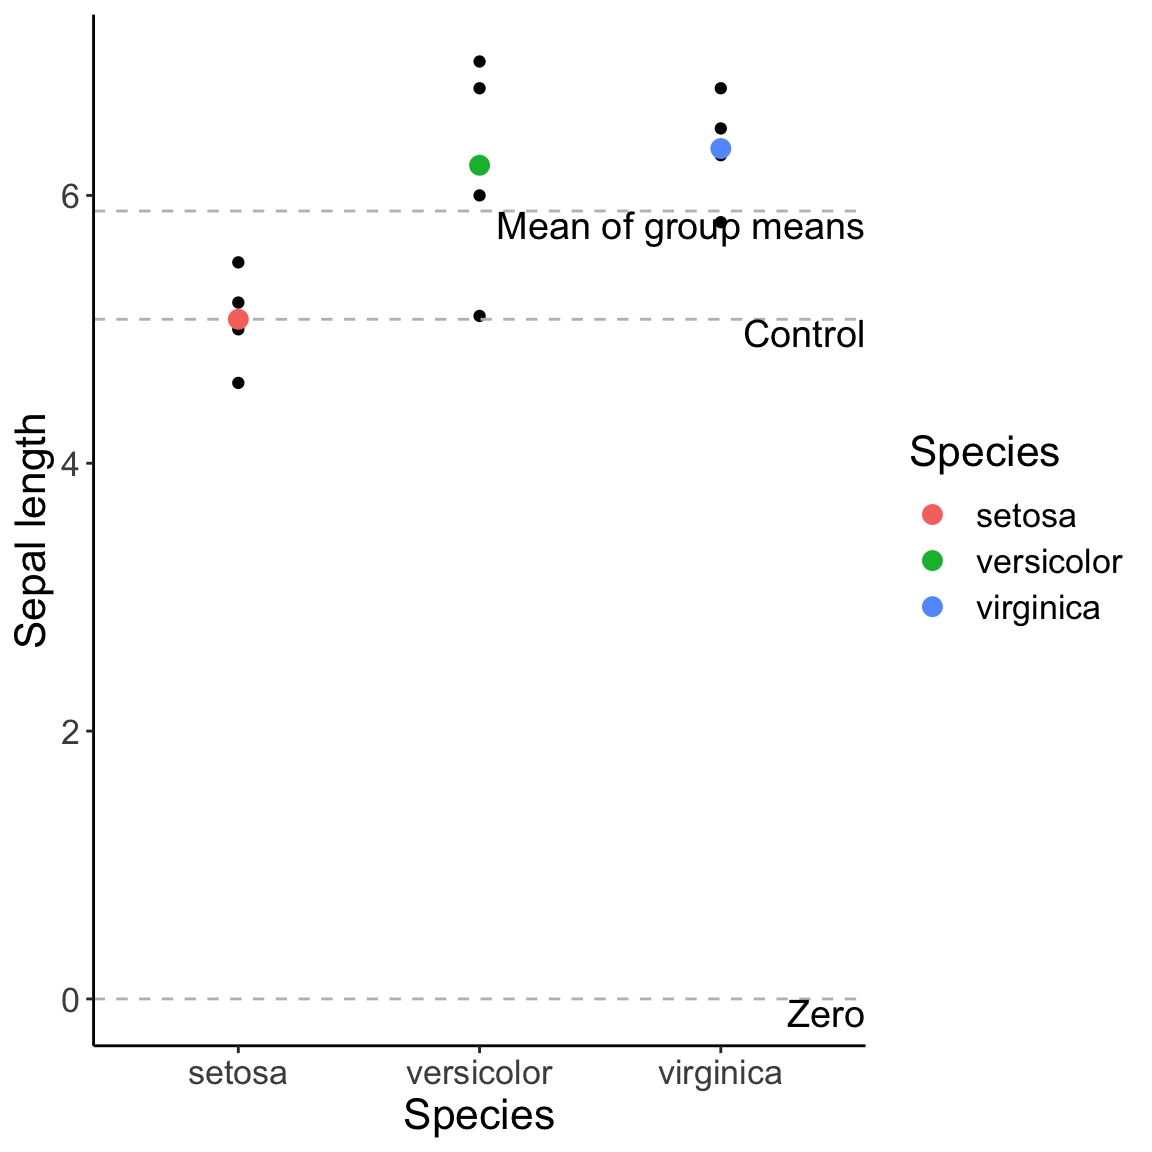 6
Mean of group means
Control
Sepal length
4
Species
setosa
versicolor
virginica
2
0
Zero
setosa versicolor virginica
Species